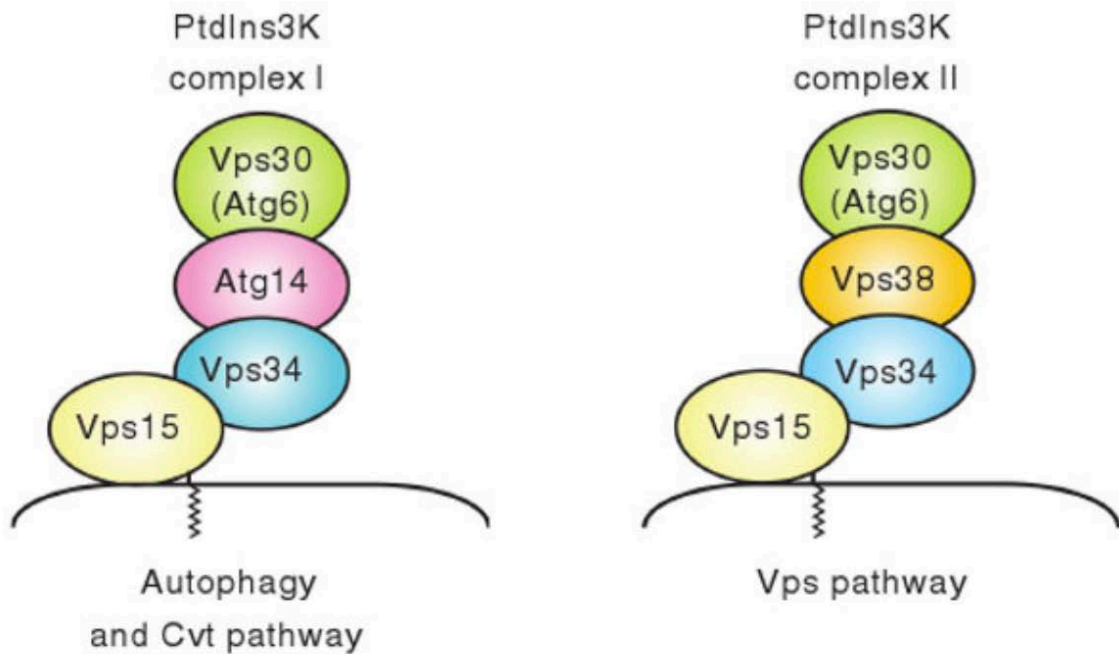 PtdIns3K
complex I
Vps30
(Atg6)
Atg14
Vps34
Vps15
Autophagy
and Cvt pathway
PtdIns3K
complex II
Vps30
(Atg6)
Vps38
Vps34
Vps15
Vps pathway